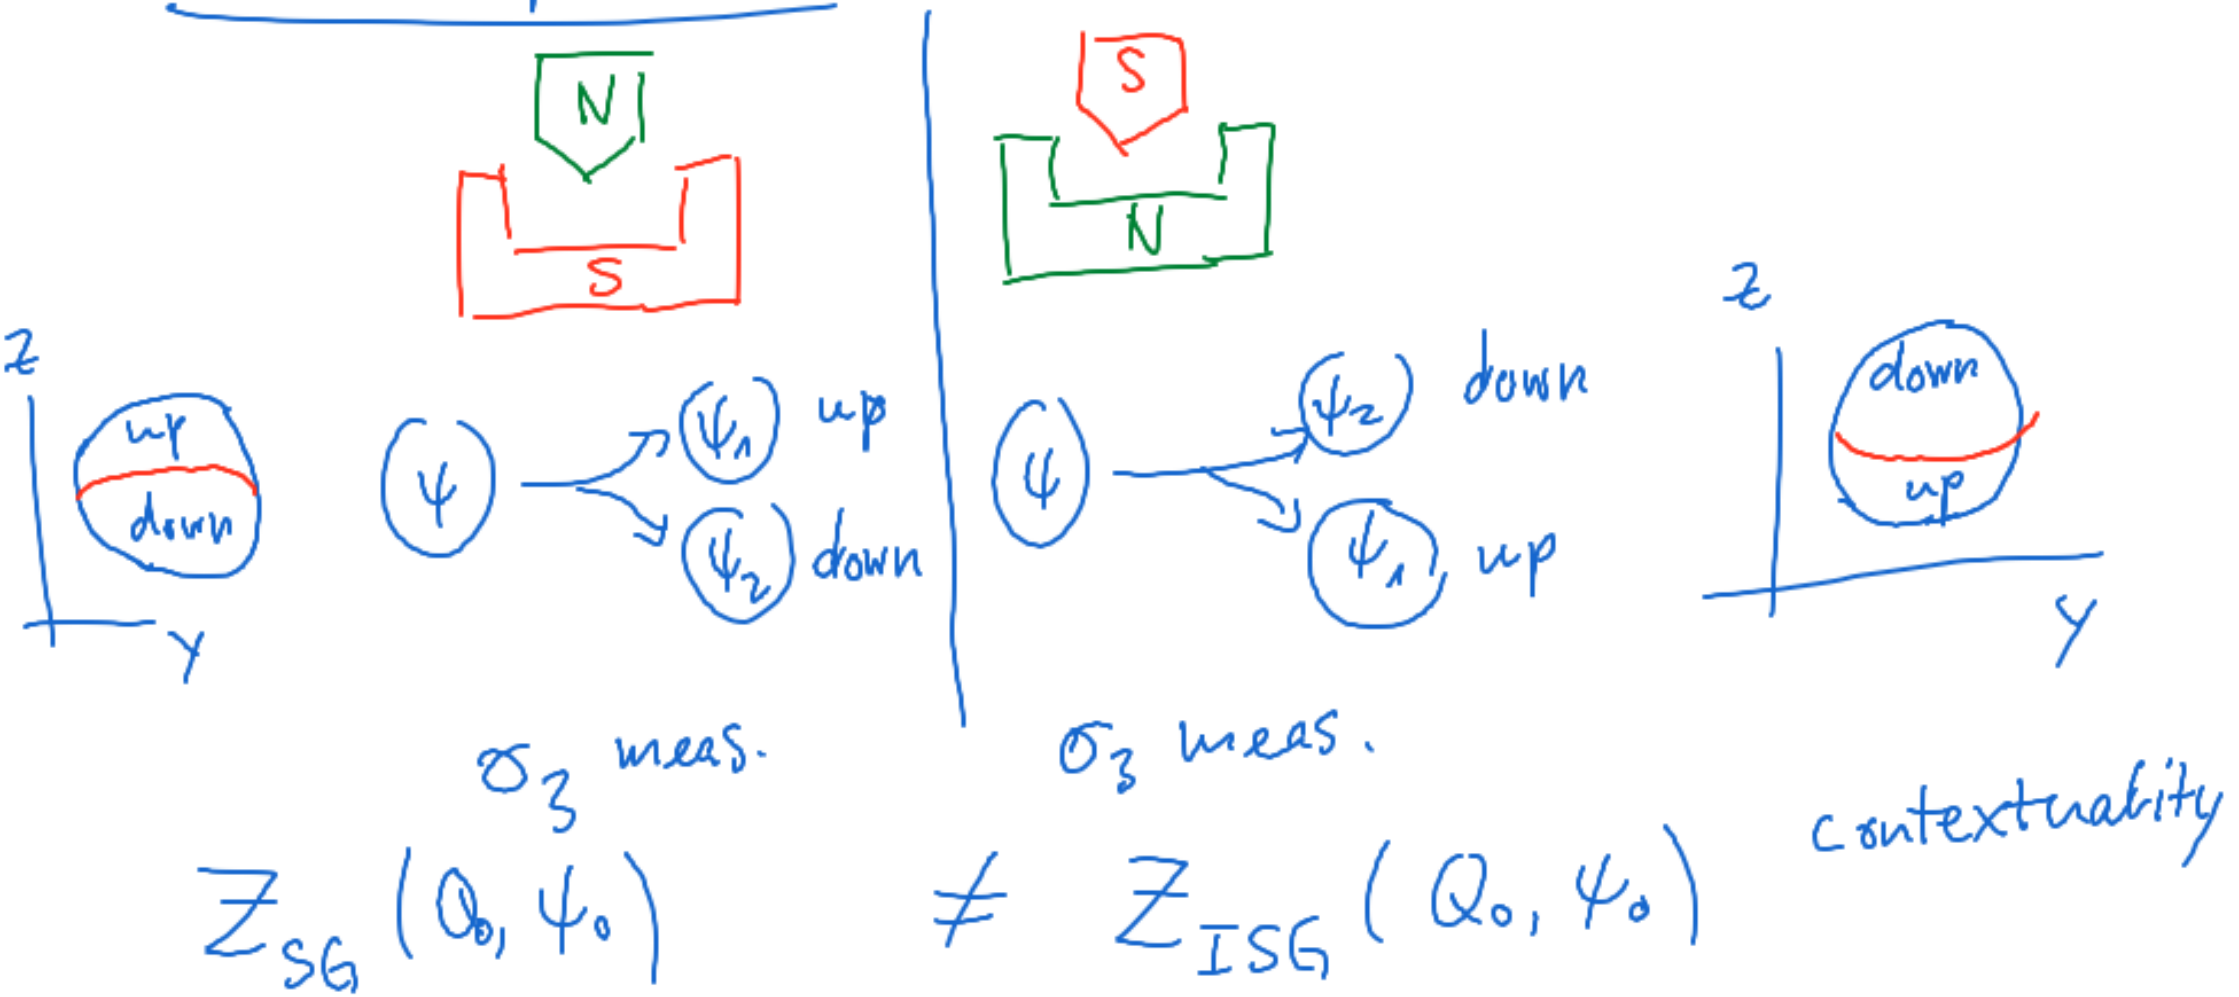 N
S
S
N
Z
up
down
Y
ψ
ψ₁ up
ψ₂ down
ψ
ψ₂ down
ψ₁ up
Z
down
up
Y
σ₃ meas.
σ₃ meas.
contextuality
Z_SG (Q₀, ψ₀) ≠ Z_ISG (Q₀, ψ₀)